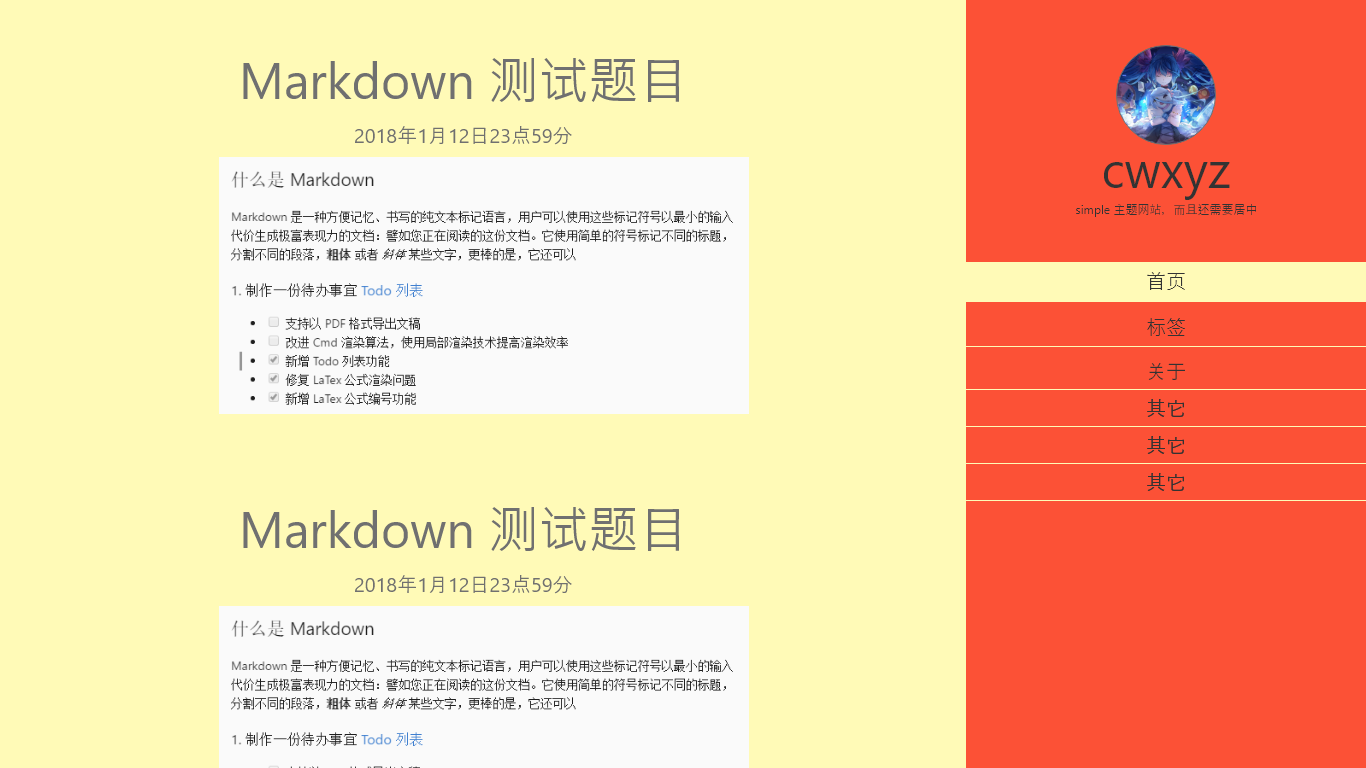 Markdown 测试题目
2018年1月12日23点59分
什么是 Markdown
Markdown 是一种方便记忆、书写的纯文本标记语言，用户可以使用这些标记符号以最小的输入
代价生成极富表现力的文档：譬如您正在阅读的这份文档。它使用简单的符号标记不同的标题，
分割不同的段落，粗体 或者 斜体 某些文字，更棒的是，它还可以
1. 制作一份待办事宜 Todo 列表
支持以 PDF 格式导出文稿
改进 Cmd 渲染算法，使用局部渲染技术提高渲染效率
新增 Todo 列表功能
修复 LaTex 公式渲染问题
新增 LaTex 公式编号功能
Markdown 测试题目
2018年1月12日23点59分
什么是 Markdown
Markdown 是一种方便记忆、书写的纯文本标记语言，用户可以使用这些标记符号以最小的输入
代价生成极富表现力的文档：譬如您正在阅读的这份文档。它使用简单的符号标记不同的标题，
分割不同的段落，粗体 或者 斜体 某些文字，更棒的是，它还可以
1. 制作一份待办事宜 Todo 列表
cwxyz
simple 主题网站，而且还需要居中
首页
标签
关于
其它
其它
其它